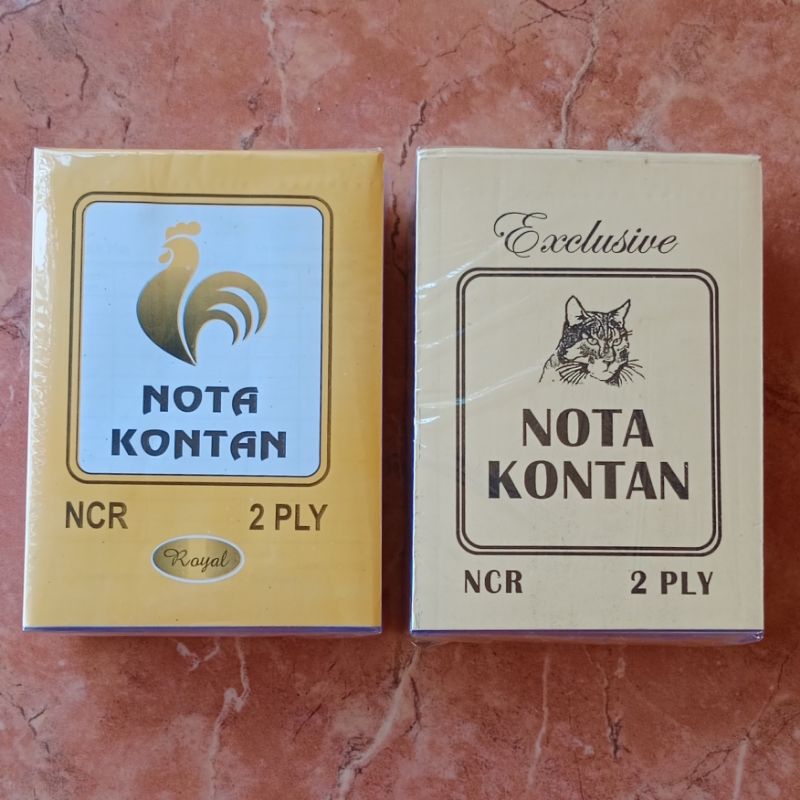 NOTA
KONTAN
NCR 2 PLY
Royal
Exclusive
NOTA
KONTAN
NCR 2 PLY